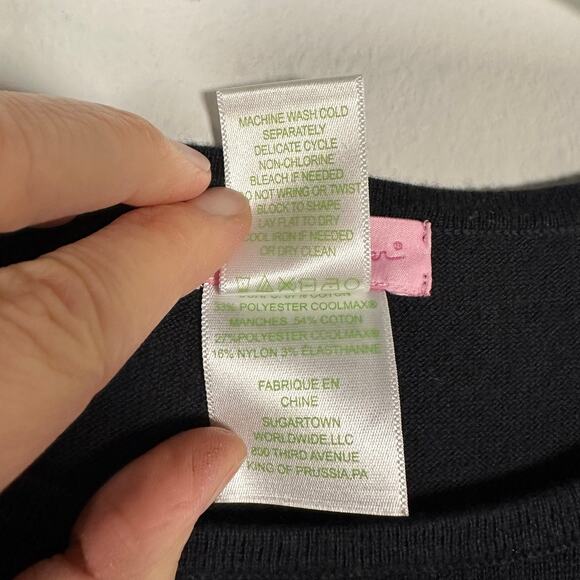 MACHINE WASH COLD
SEPARATELY
DELICATE CYCLE
NON-CHLORINE
BLEACH IF NEEDED
NOT WRING OR TWIST
BLOCK TO SHAPE
LAY FLAT TO DRY
COOL IRON IF NEEDED
OR DRY CLEAN
COTON
33% POLYESTER COOLMAX®
MANCHES 54% COTON
27% POLYESTER COOLMAX®
16% NYLON 3% ELASTHANNE
FABRIQUE EN
CHINE
SUGARTOWN
WORLDWIDE,LLC
800 THIRD AVENUE
KING OF PRUSSIA,PA